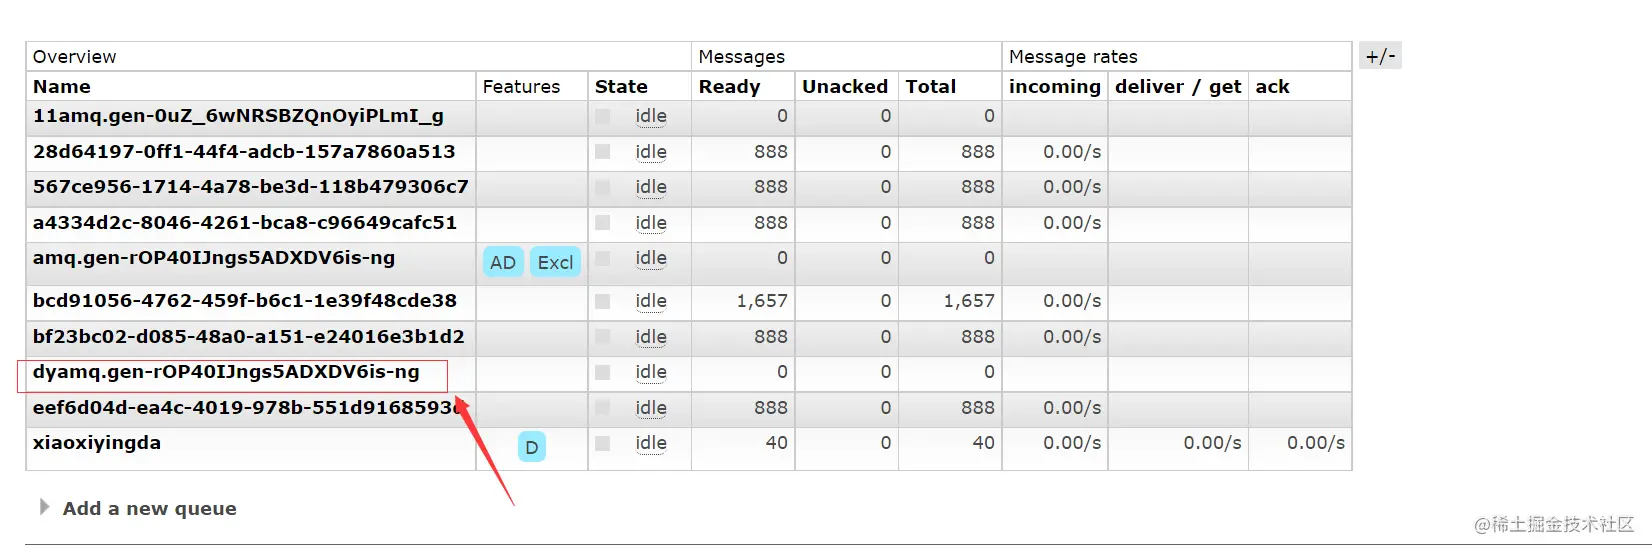 Overview Messages Message rates +/-
Name Features State Ready Unacked Total incoming deliver / get ack
11amq.gen-0uZ_6wNRSBZQnOyiPLmI_g idle 0 0 0
28d64197-0ff1-44f4-adcb-157a7860a513 idle 888 0 888 0.00/s
567ce956-1714-4a78-be3d-118b479306c7 idle 888 0 888 0.00/s
a4334d2c-8046-4261-bca8-c96649cafc51 idle 888 0 888 0.00/s
amq.gen-rOP40IJngs5ADXDV6is-ng AD Excl idle 0 0 0
bcd91056-4762-459f-b6c1-1e39f48cde38 idle 1,657 0 1,657 0.00/s
bf23bc02-d085-48a0-a151-e24016e3b1d2 idle 888 0 888 0.00/s
dyamq.gen-rOP40IJngs5ADXDV6is-ng idle 0 0 0
idle 888 0 888 0.00/s
xiaoxiyingda D idle 40 0 40 0.00/s 0.00/s 0.00/s
Add a new queue
@稀土掘金技术社区